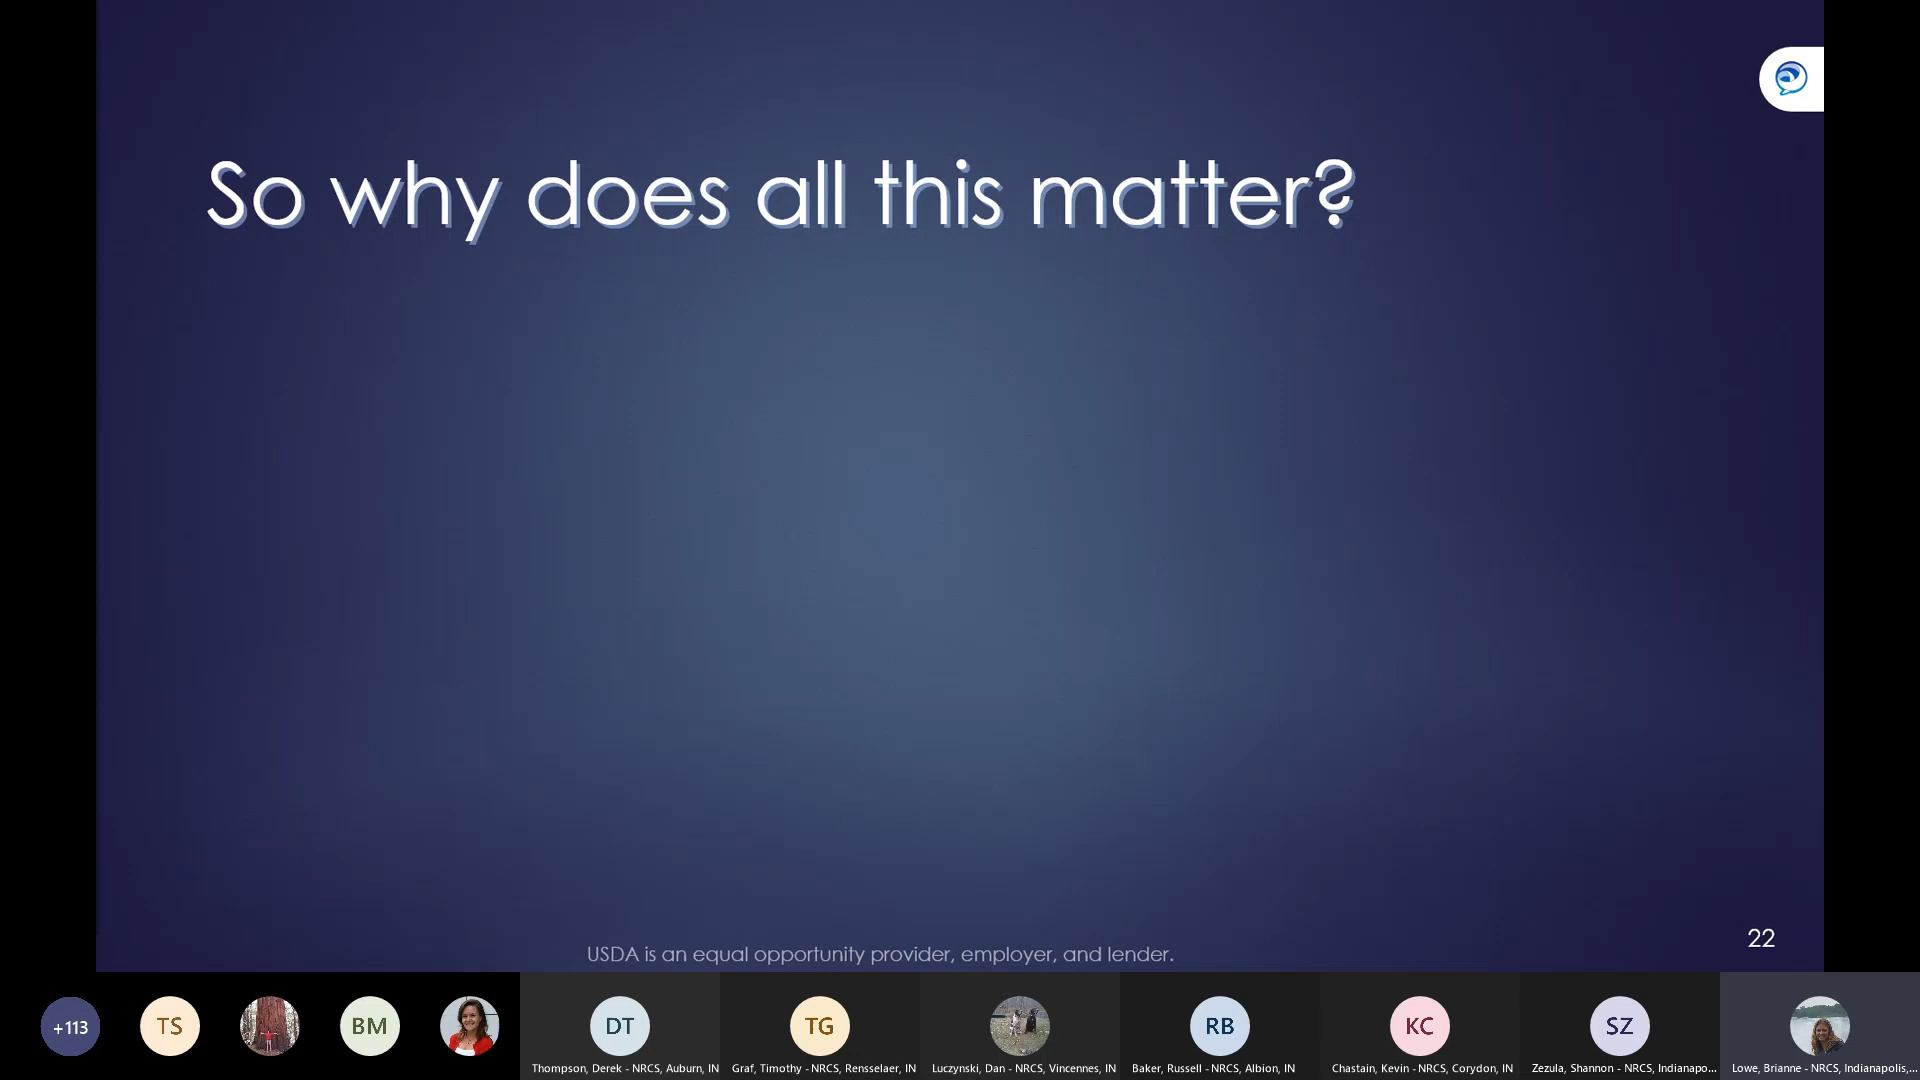 So why does all this matter?
22
USDA is an equal opportunity provider, employer, and lender.
+113
TS
BM
DT
TG
RB
KC
SZ
Thompson, Derek - NRCS, Auburn, IN
Graf, Timothy - NRCS, Rensselaer, IN
Luczynski, Dan - NRCS, Vincennes, IN
Baker, Russell - NRCS, Albion, IN
Chastain, Kevin - NRCS, Corydon, IN
Zezula, Shannon - NRCS, Indianapo...
Lowe, Brianne - NRCS, Indianapolis,...